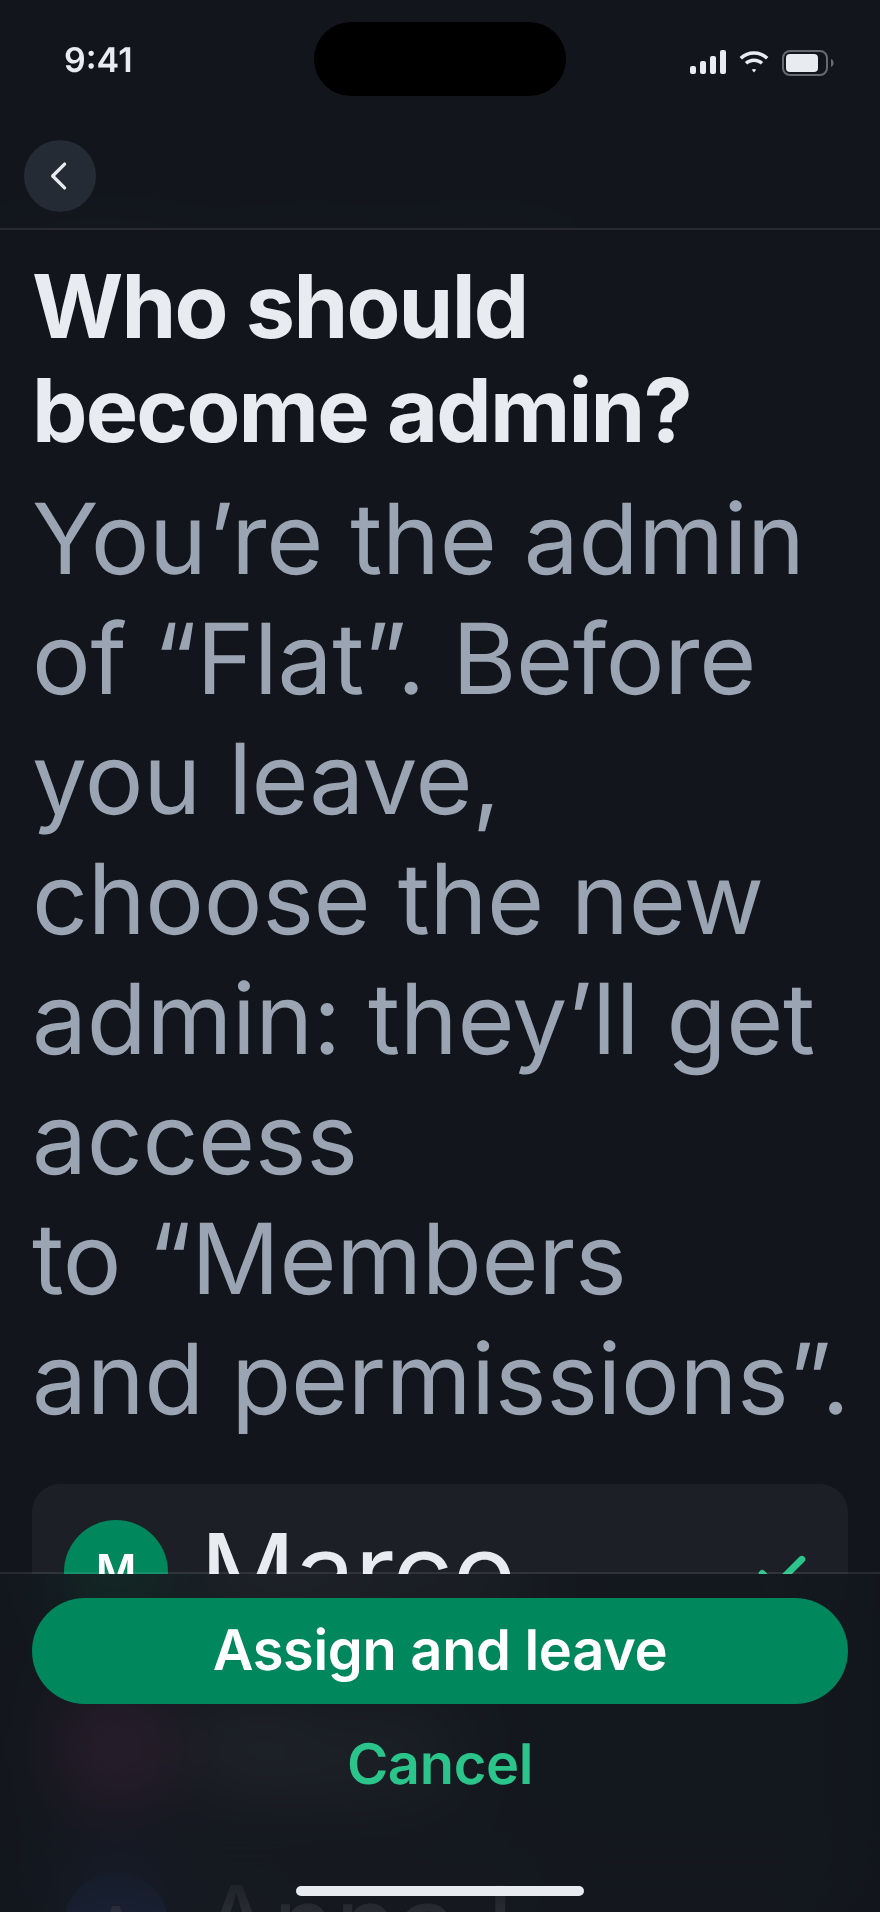 9:41
Who should
become admin?
You’re the admin
of “Flat”. Before
you leave,
choose the new
admin: they’ll get
access
to “Members
and permissions”.
M Marco
Assign and leave
Cancel